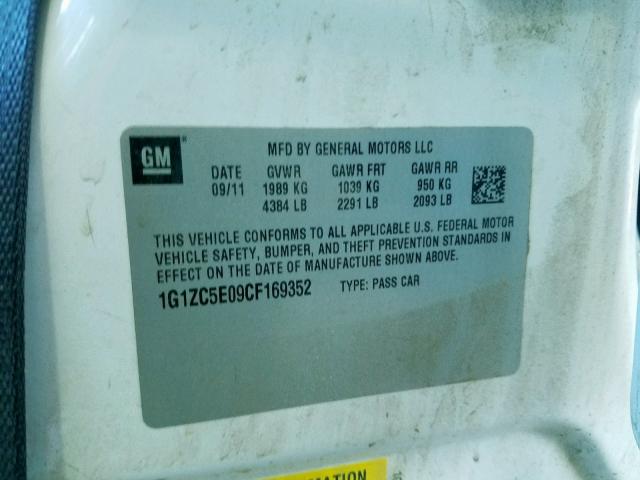 GM ®
MFD BY GENERAL MOTORS LLC
DATE GVWR GAWR FRT GAWR RR
09/11 1989 KG 1039 KG 950 KG
4384 LB 2291 LB 2093 LB
THIS VEHICLE CONFORMS TO ALL APPLICABLE U.S. FEDERAL MOTOR
VEHICLE SAFETY, BUMPER, AND THEFT PREVENTION STANDARDS IN
EFFECT ON THE DATE OF MANUFACTURE SHOWN ABOVE.
1G1ZC5E09CF169352 TYPE: PASS CAR